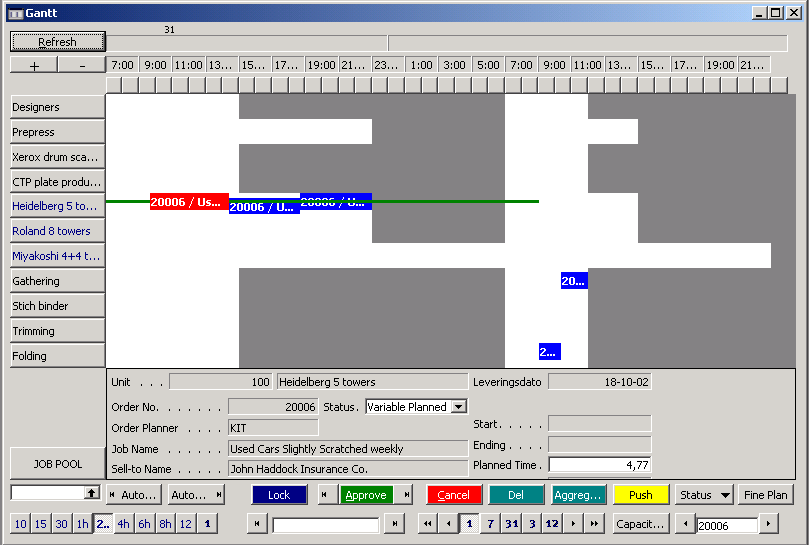 Gantt
31
Refresh
+ -
7:00 9:00 11:00 13... 15:... 17:... 19:00 21... 23... 1:00 3:00 5:00 7:00 9:00 11:00 13... 15... 17... 19:00 21...
Designers
Prepress
Xerox drum sca...
CTP plate produ...
Heidelberg 5 to...
20006 / Us... 20006 / U... 20006 / U...
Roland 8 towers
Miyakoshi 4+4 t...
Gathering
20...
Stich binder
Trimming
Folding
2...
Unit . . . 100 Heidelberg 5 towers Leveringsdato 18-10-02
Order No. . . . . . . 20006 Status. Variable Planned
Order Planner . . . . KIT Start. . . . .
Job Name . . . . . . Used Cars Slightly Scratched weekly Ending . . . .
Sell-to Name . . . . . John Haddock Insurance Co. Planned Time . 4,77
JOB POOL
Auto... Auto... Lock Approve Cancel Del Aggreg... Push Status Fine Plan
10 15 30 1h 2.. 4h 6h 8h 12 1 1 7 31 3 12 Capacit... 20006